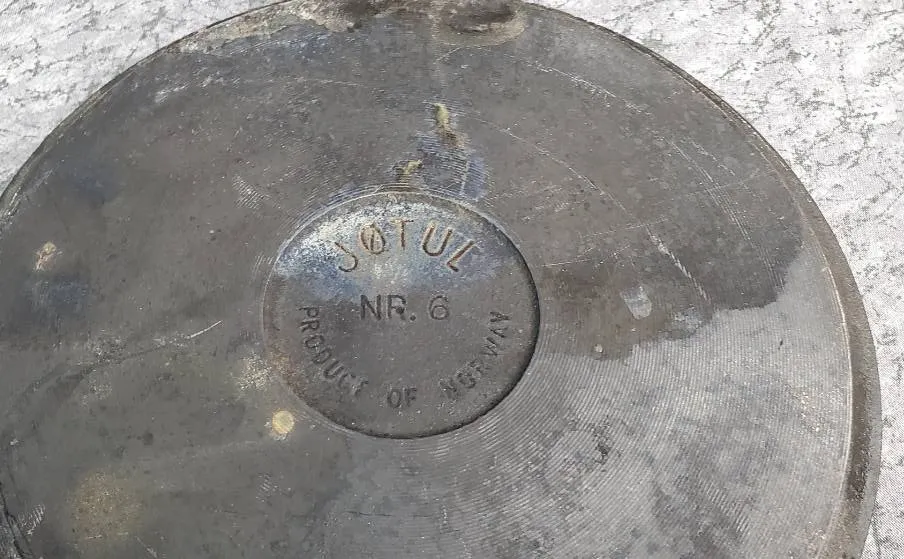 JØTUL
NR. 6
PRODUCT OF NORWAY